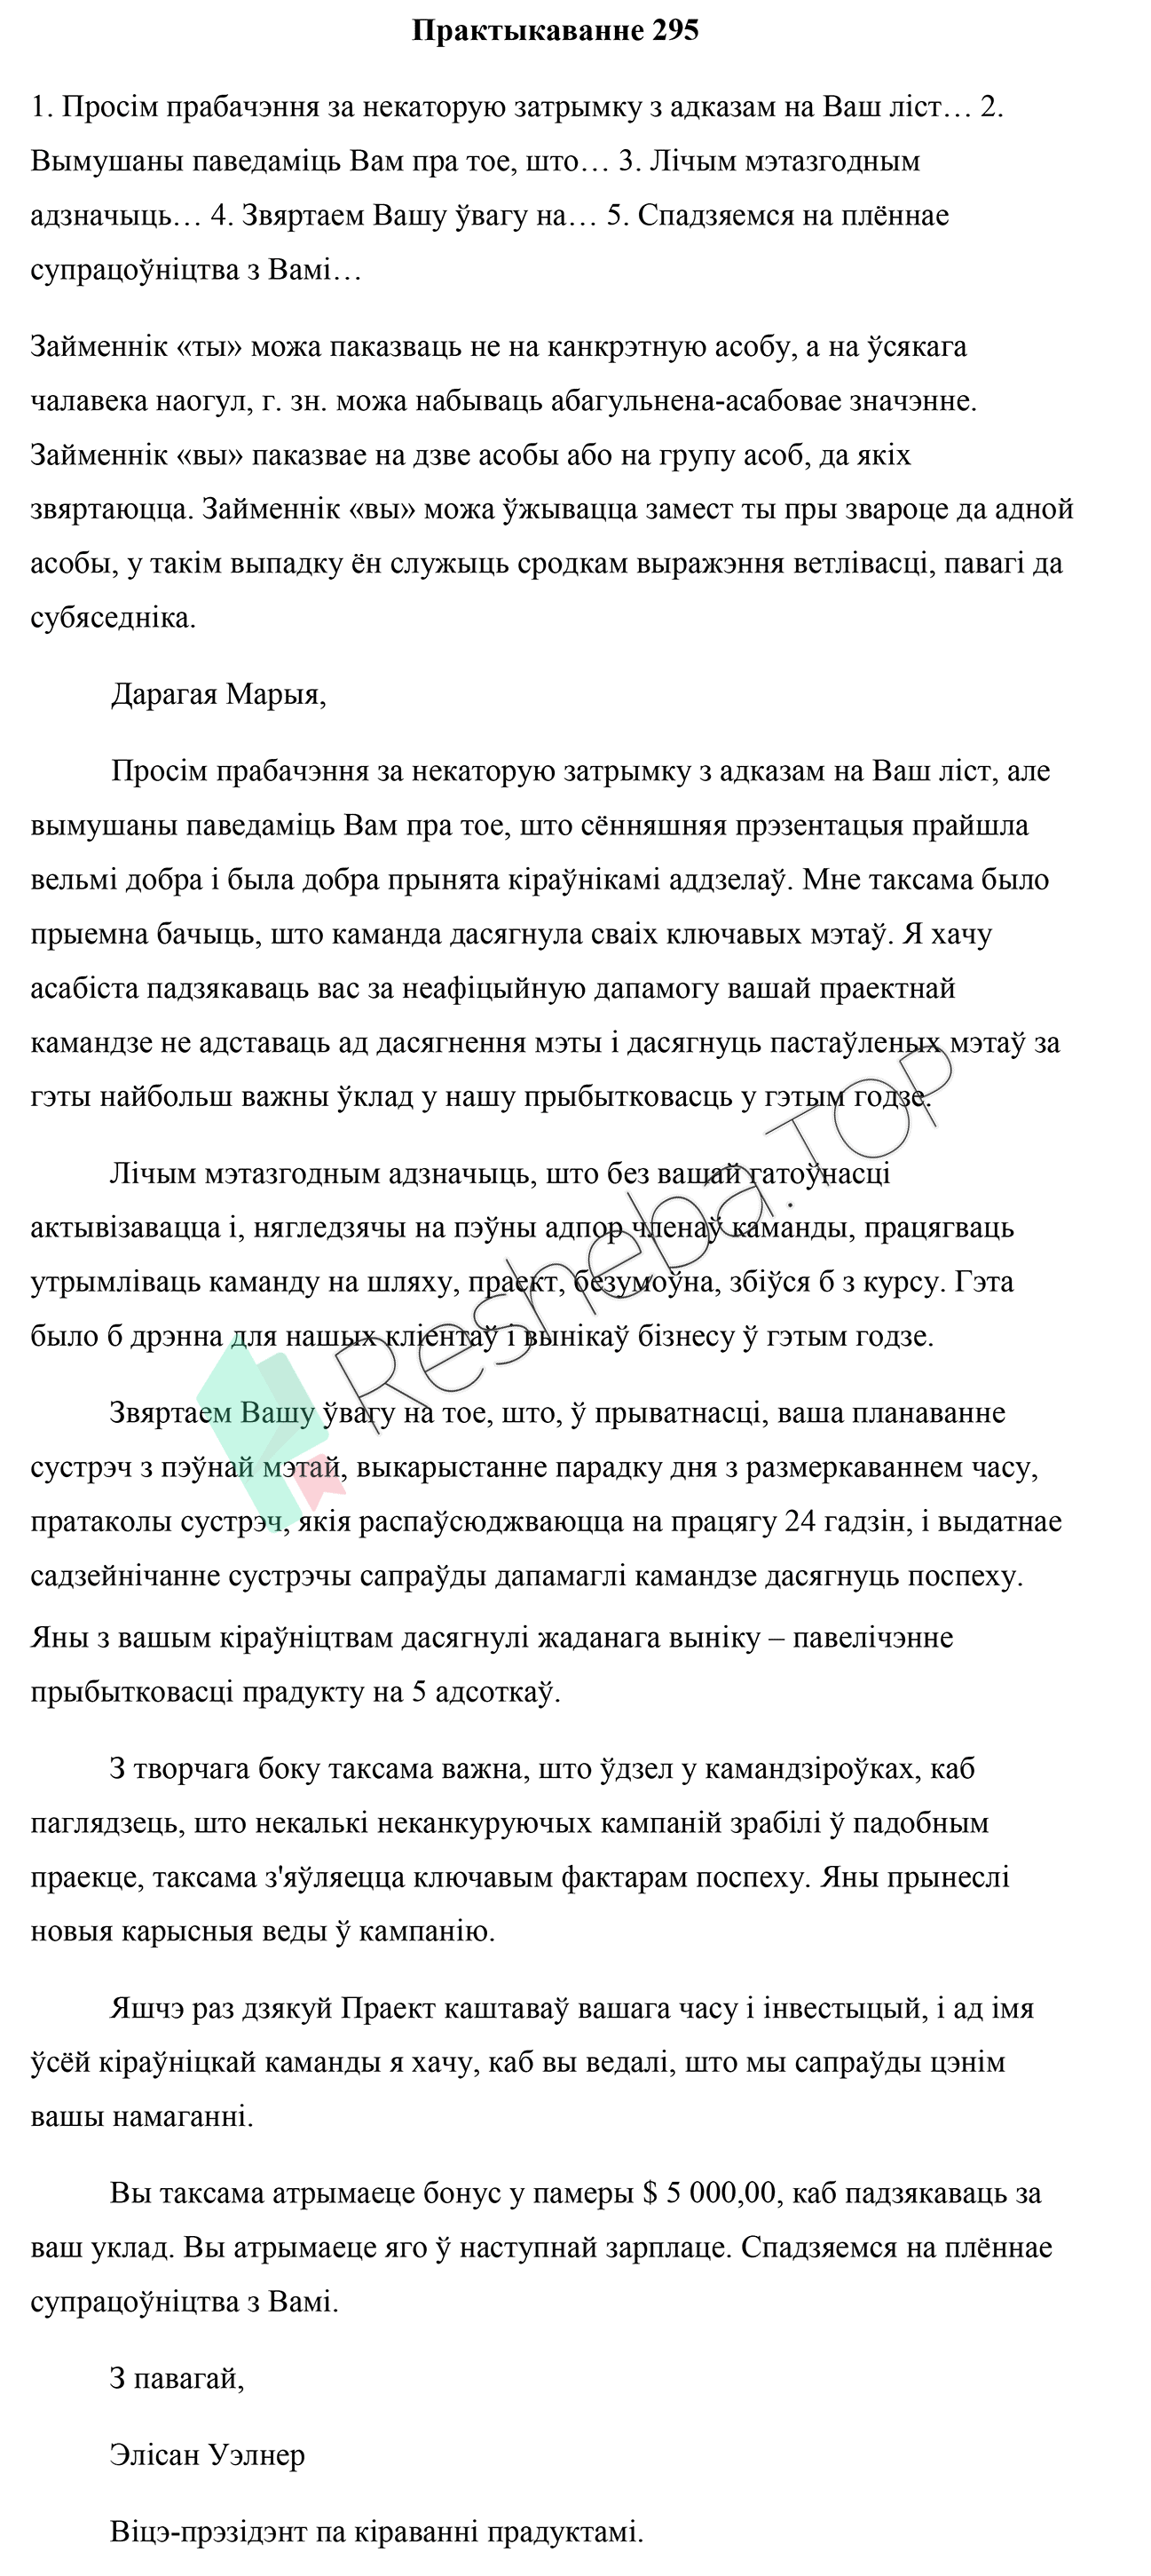 Практыкаванне 295
1. Просім прабачэння за некаторую затрымку з адказам на Ваш ліст… 2.
Вымушаны паведаміць Вам пра тое, што… 3. Лічым мэтазгодным
адзначыць… 4. Звяртаем Вашу ўвагу на… 5. Спадзяемся на плённае
супрацоўніцтва з Вамі…
Займеннік «ты» можа паказваць не на канкрэтную асобу, а на ўсякага
чалавека наогул, г. зн. можа набываць абагульнена-асабовае значэнне.
Займеннік «вы» паказвае на дзве асобы або на групу асоб, да якіх
звяртаюцца. Займеннік «вы» можа ўжывацца замест ты пры звароце да адной
асобы, у такім выпадку ён служыць сродкам выражэння ветлівасці, павагі да
субяседніка.
Дарагая Марыя,
Просім прабачэння за некаторую затрымку з адказам на Ваш ліст, але
вымушаны паведаміць Вам пра тое, што сённяшняя прэзентацыя прайшла
вельмі добра і была добра прынята кіраўнікамі аддзелаў. Мне таксама было
прыемна бачыць, што каманда дасягнула сваіх ключавых мэтаў. Я хачу
асабіста падзякаваць вас за неафіцыйную дапамогу вашай праектнай
камандзе не адставаць ад дасягнення мэты і дасягнуць пастаўленых мэтаў за
гэты найбольш важны ўклад у нашу прыбытковасць у гэтым годзе.
Лічым мэтазгодным адзначыць, што без вашай гатоўнасці
актывізавацца і, нягледзячы на пэўны адпор членаў каманды, працягваць
утрымліваць каманду на шляху, праект, безумоўна, збіўся б з курсу. Гэта
было б дрэнна для нашых кліентаў і вынікаў бізнесу ў гэтым годзе.
Звяртаем Вашу ўвагу на тое, што, ў прыватнасці, ваша планаванне
сустрэч з пэўнай мэтай, выкарыстанне парадку дня з размеркаваннем часу,
пратаколы сустрэч, якія распаўсюджваюцца на працягу 24 гадзін, і выдатнае
садзейнічанне сустрэчы сапраўды дапамаглі камандзе дасягнуць поспеху.
Яны з вашым кіраўніцтвам дасягнулі жаданага выніку – павелічэнне
прыбытковасці прадукту на 5 адсоткаў.
З творчага боку таксама важна, што ўдзел у камандзіроўках, каб
паглядзець, што некалькі неканкуруючых кампаній зрабілі ў падобным
праекце, таксама з'яўляецца ключавым фактарам поспеху. Яны прынеслі
новыя карысныя веды ў кампанію.
Яшчэ раз дзякуй Праект каштаваў вашага часу і інвестыцый, і ад імя
ўсёй кіраўніцкай каманды я хачу, каб вы ведалі, што мы сапраўды цэнім
вашы намаганні.
Вы таксама атрымаеце бонус у памеры $ 5 000,00, каб падзякаваць за
ваш уклад. Вы атрымаеце яго ў наступнай зарплаце. Спадзяемся на плённае
супрацоўніцтва з Вамі.
З павагай,
Элісан Уэлнер
Віцэ-прэзідэнт па кіраванні прадуктамі.
Resheba.TOP